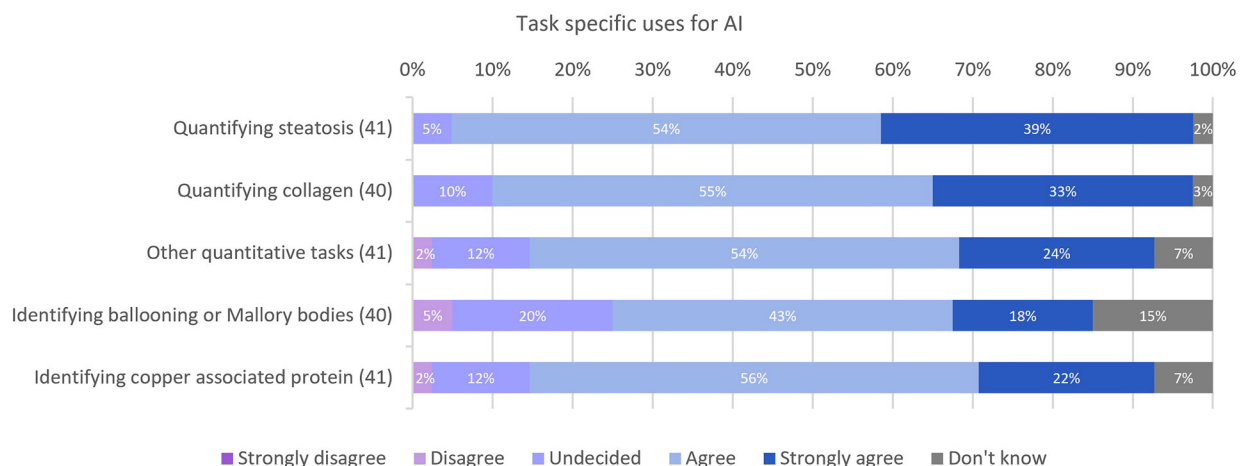 Task specific uses for AI
0% 10% 20% 30% 40% 50% 60% 70% 80% 90% 100%
Quantifying steatosis (41) 5% 54% 39% 2%
Quantifying collagen (40) 10% 55% 33% 3%
Other quantitative tasks (41) 2% 12% 54% 24% 7%
Identifying ballooning or Mallory bodies (40) 5% 20% 43% 18% 15%
Identifying copper associated protein (41) 2% 12% 56% 22% 7%
Strongly disagree Disagree Undecided Agree Strongly agree Don't know